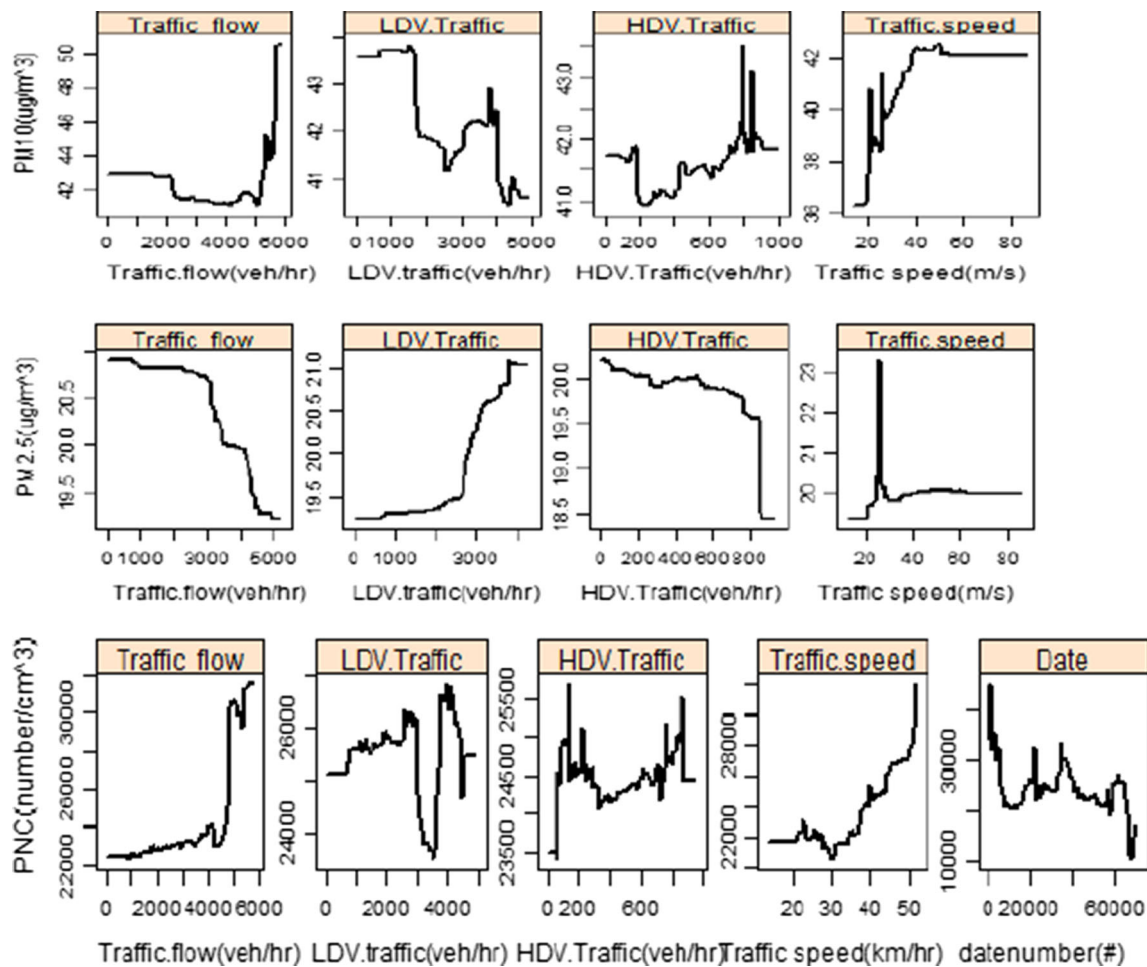 Traffic flow LDV.Traffic HDV.Traffic Traffic.speed
PM10(ug/m^3)
42 44 46 48 50
41 42 43
41.0 42.0 43.0
36 38 40 42
0 2000 4000 6000
0 1000 3000 5000
0 200 600 1000
20 40 60 80
Traffic.flow(veh/hr) LDV.traffic(veh/hr) HDV.Traffic(veh/hr) Traffic speed(m/s)
Traffic flow LDV.Traffic HDV.Traffic Traffic.speed
PM2.5(ug/m^3)
19.5 20.0 20.5
19.5 20.0 20.5 21.0
18.5 19.0 19.5 20.0
20 21 22 23
0 1000 3000 5000
0 1000 3000
0 200 400 600 800
20 40 60 80
Traffic.flow(veh/hr) LDV.traffic(veh/hr) HDV.Traffic(veh/hr) Traffic speed(m/s)
Traffic flow LDV.Traffic HDV.Traffic Traffic.speed Date
PNC(number/cm^3)
22000 24000 26000 30000
24000 26000
23500 24500 25500
22000 28000
10000 30000
0 2000 4000 6000
0 2000 4000
0 200 600
20 30 40 50
0 20000 60000
Traffic.flow(veh/hr) LDV.traffic(veh/hr) HDV.Traffic(veh/hr) Traffic speed(km/hr) datenumber(#)